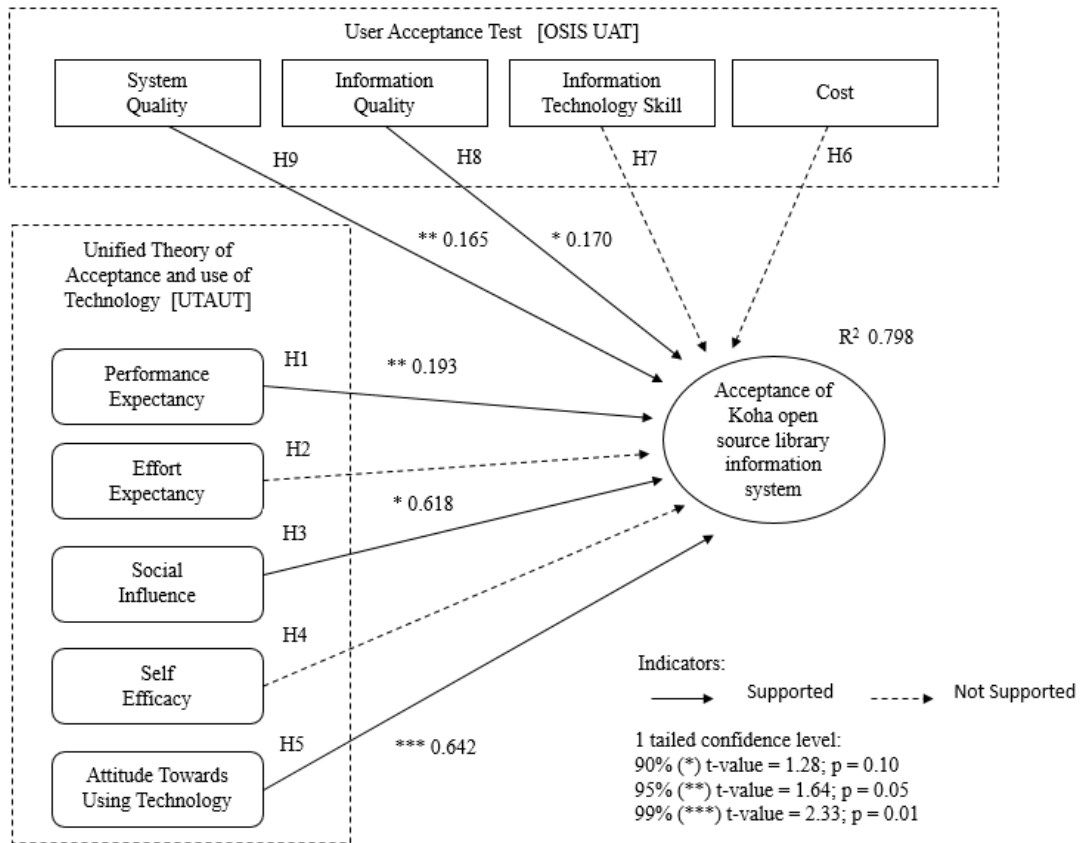 User Acceptance Test [OSIS UAT]
System
Quality
Information
Quality
Information
Technology Skill
Cost
H9
H8
H7
H6
** 0.165
* 0.170
Unified Theory of
Acceptance and use of
Technology [UTAUT]
R² 0.798
Performance
Expectancy
H1
** 0.193
Acceptance of
Koha open
source library
information
system
Effort
Expectancy
H2
* 0.618
Social
Influence
H3
Self
Efficacy
H4
Attitude Towards
Using Technology
H5
*** 0.642
Indicators:
Supported
Not Supported
1 tailed confidence level:
90% (*) t-value = 1.28; p = 0.10
95% (**) t-value = 1.64; p = 0.05
99% (***) t-value = 2.33; p = 0.01